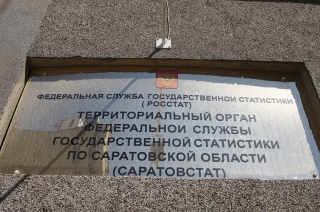 ФЕДЕРАЛЬНАЯ СЛУЖБА ГОСУДАРСТВЕННОЙ СТАТИСТИКИ
( РОССТАТ)
ТЕРРИТОРИАЛЬНЫЙ ОРГАН
ФЕДЕРАЛЬНОЙ СЛУЖБЫ
ГОСУДАРСТВЕННОЙ СТАТИСТИКИ
ПО САРАТОВСКОЙ ОБЛАСТИ
(САРАТОВСТАТ)